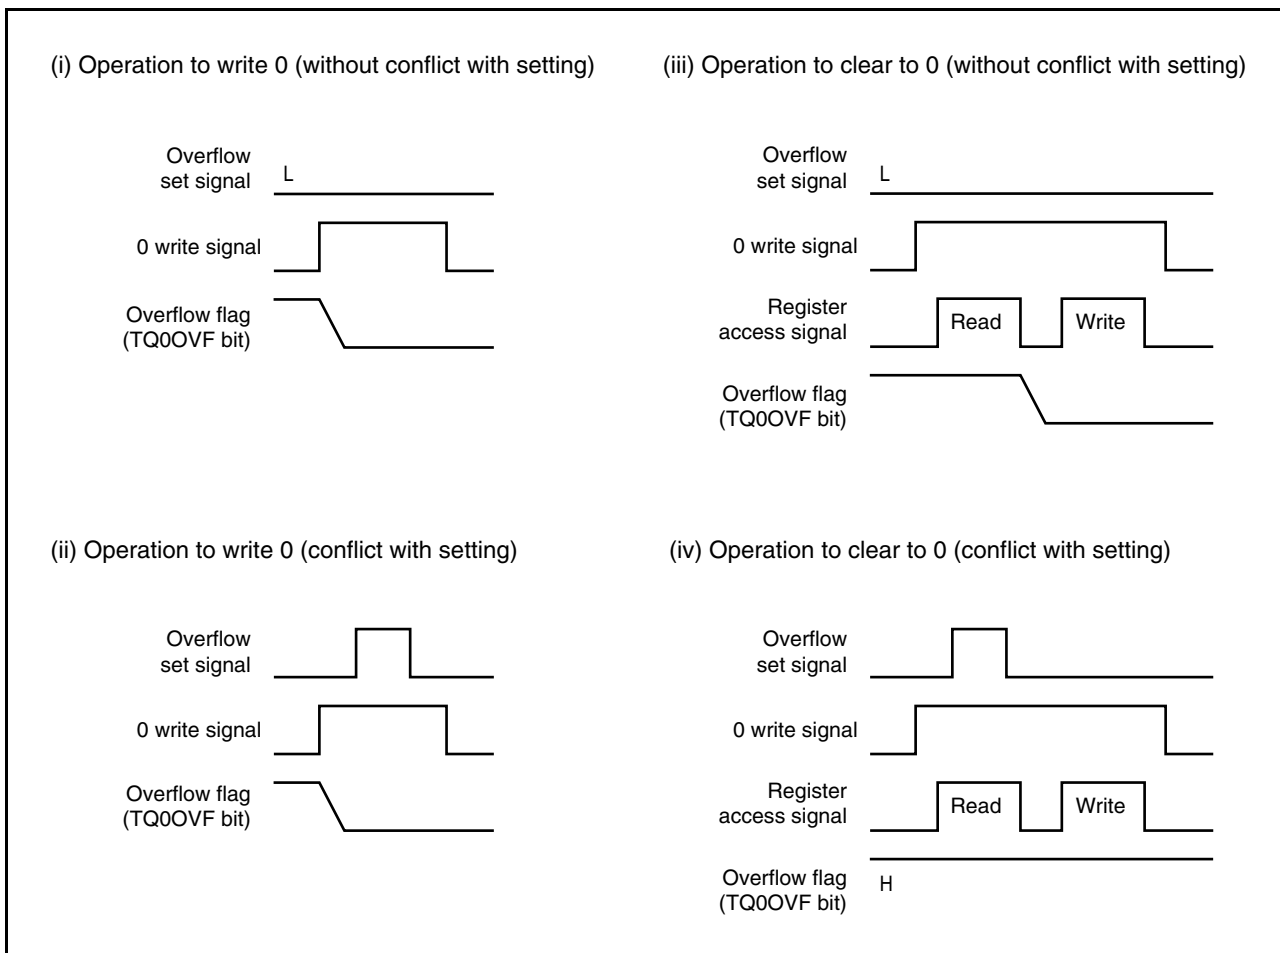 (i) Operation to write 0 (without conflict with setting)
Overflow
set signal
L
0 write signal
Overflow flag
(TQ0OVF bit)
(iii) Operation to clear to 0 (without conflict with setting)
Overflow
set signal
L
0 write signal
Register
access signal
Read
Write
Overflow flag
(TQ0OVF bit)
(ii) Operation to write 0 (conflict with setting)
Overflow
set signal
0 write signal
Overflow flag
(TQ0OVF bit)
(iv) Operation to clear to 0 (conflict with setting)
Overflow
set signal
0 write signal
Register
access signal
Read
Write
Overflow flag
(TQ0OVF bit)
H